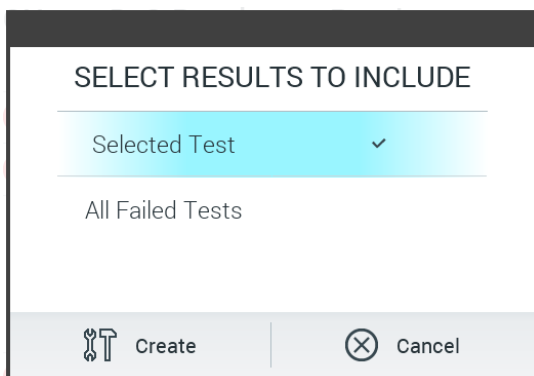 SELECT RESULTS TO INCLUDE
Selected Test
All Failed Tests
Create Cancel